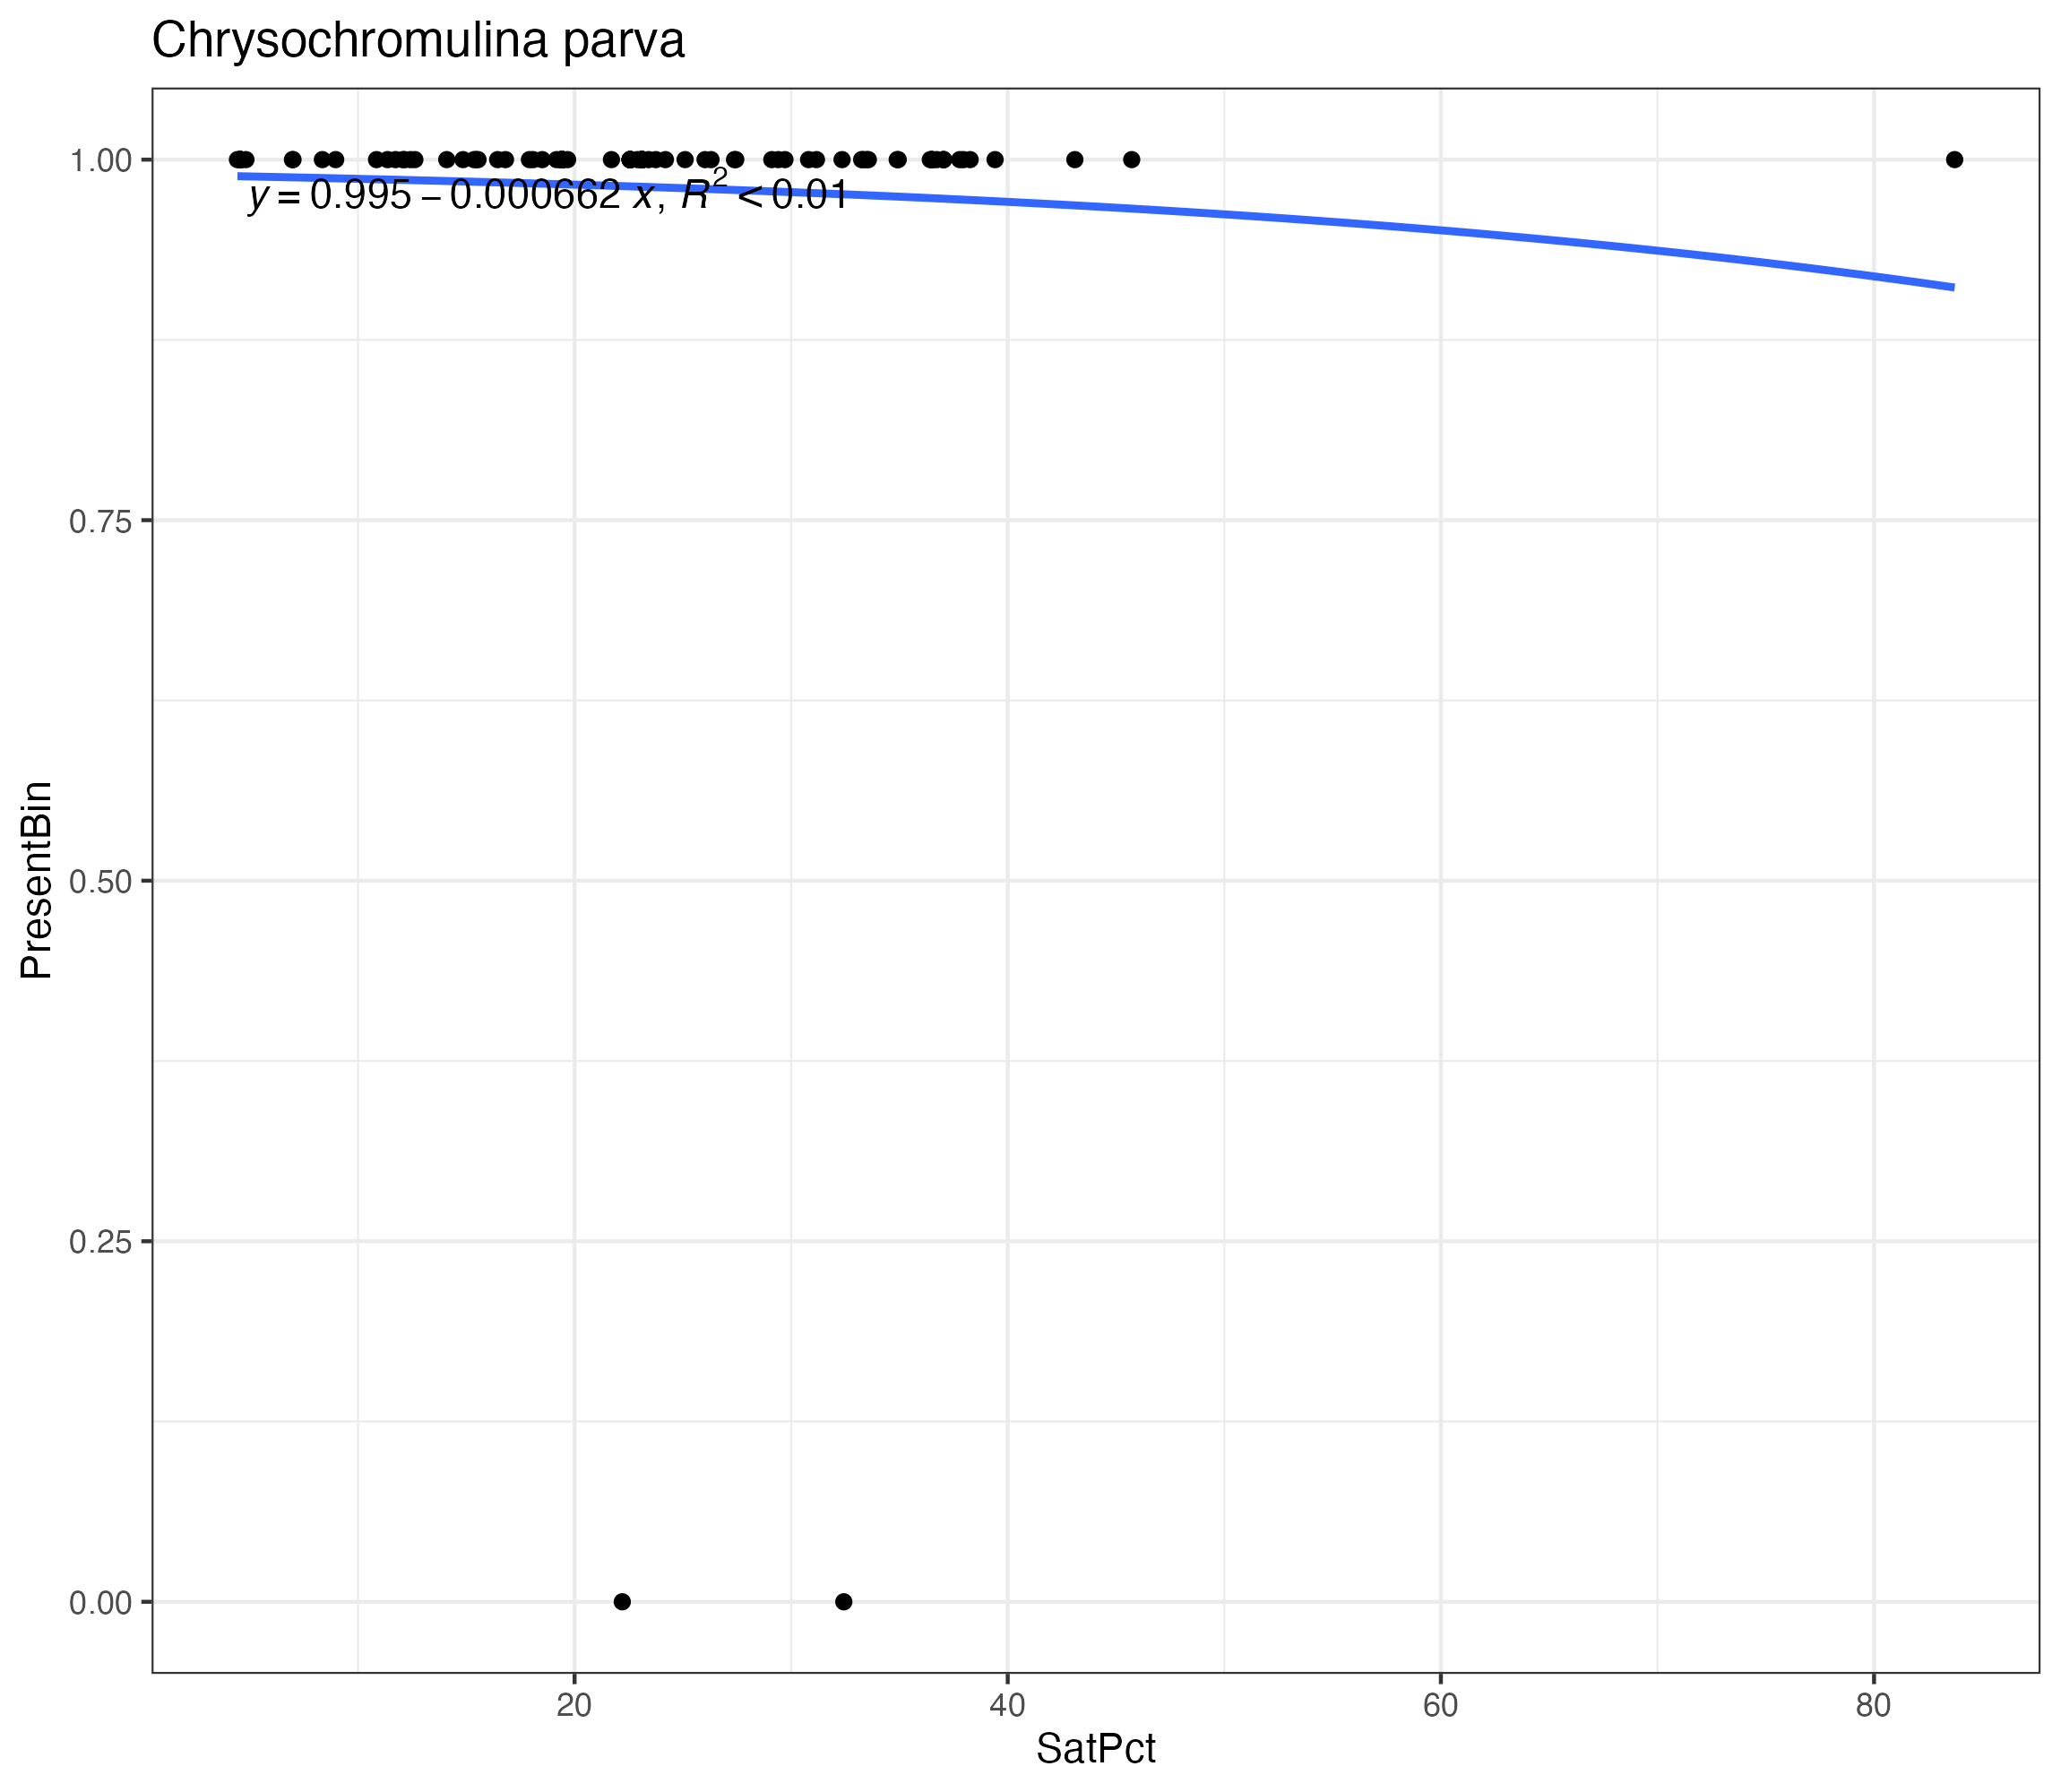 Chrysochromulina parva
1.00
y = 0.995 − 0.000662 x, R² < 0.01
0.75
PresentBin
0.50
0.25
0.00
20 40 60 80
SatPct